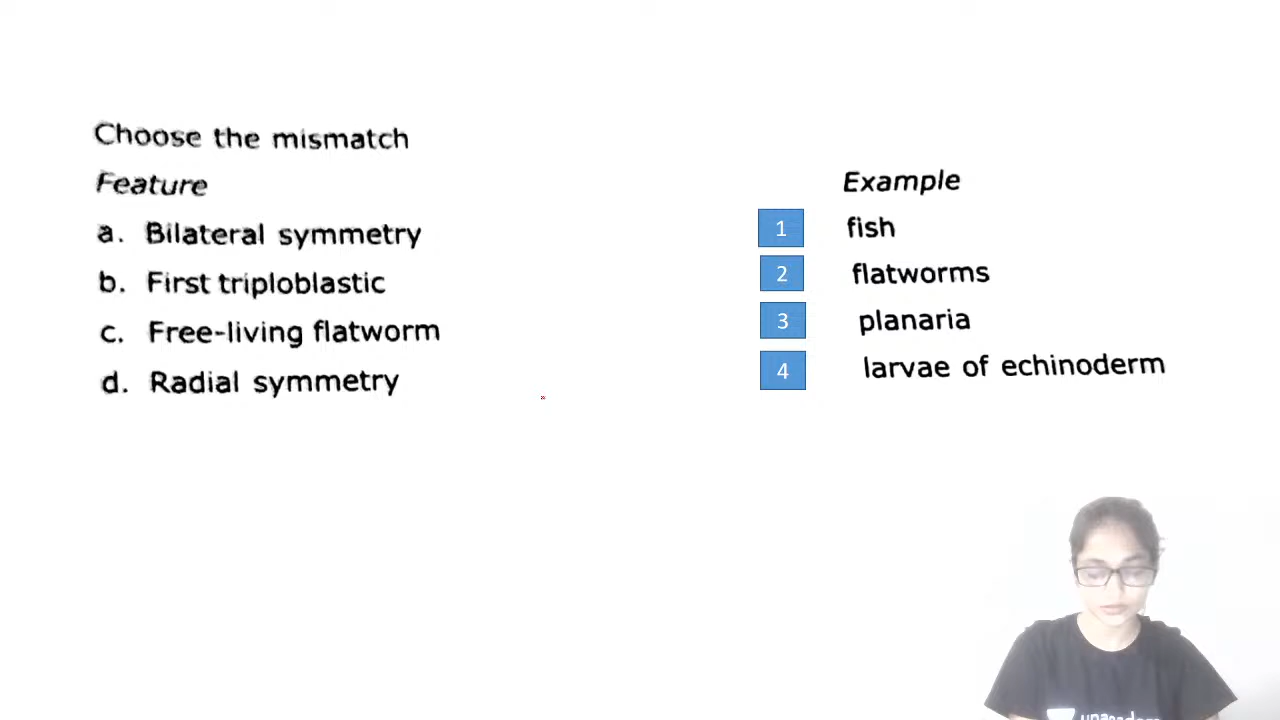 Choose the mismatch
Feature Example
a. Bilateral symmetry 1 fish
b. First triploblastic 2 flatworms
c. Free-living flatworm 3 planaria
d. Radial symmetry 4 larvae of echinoderm